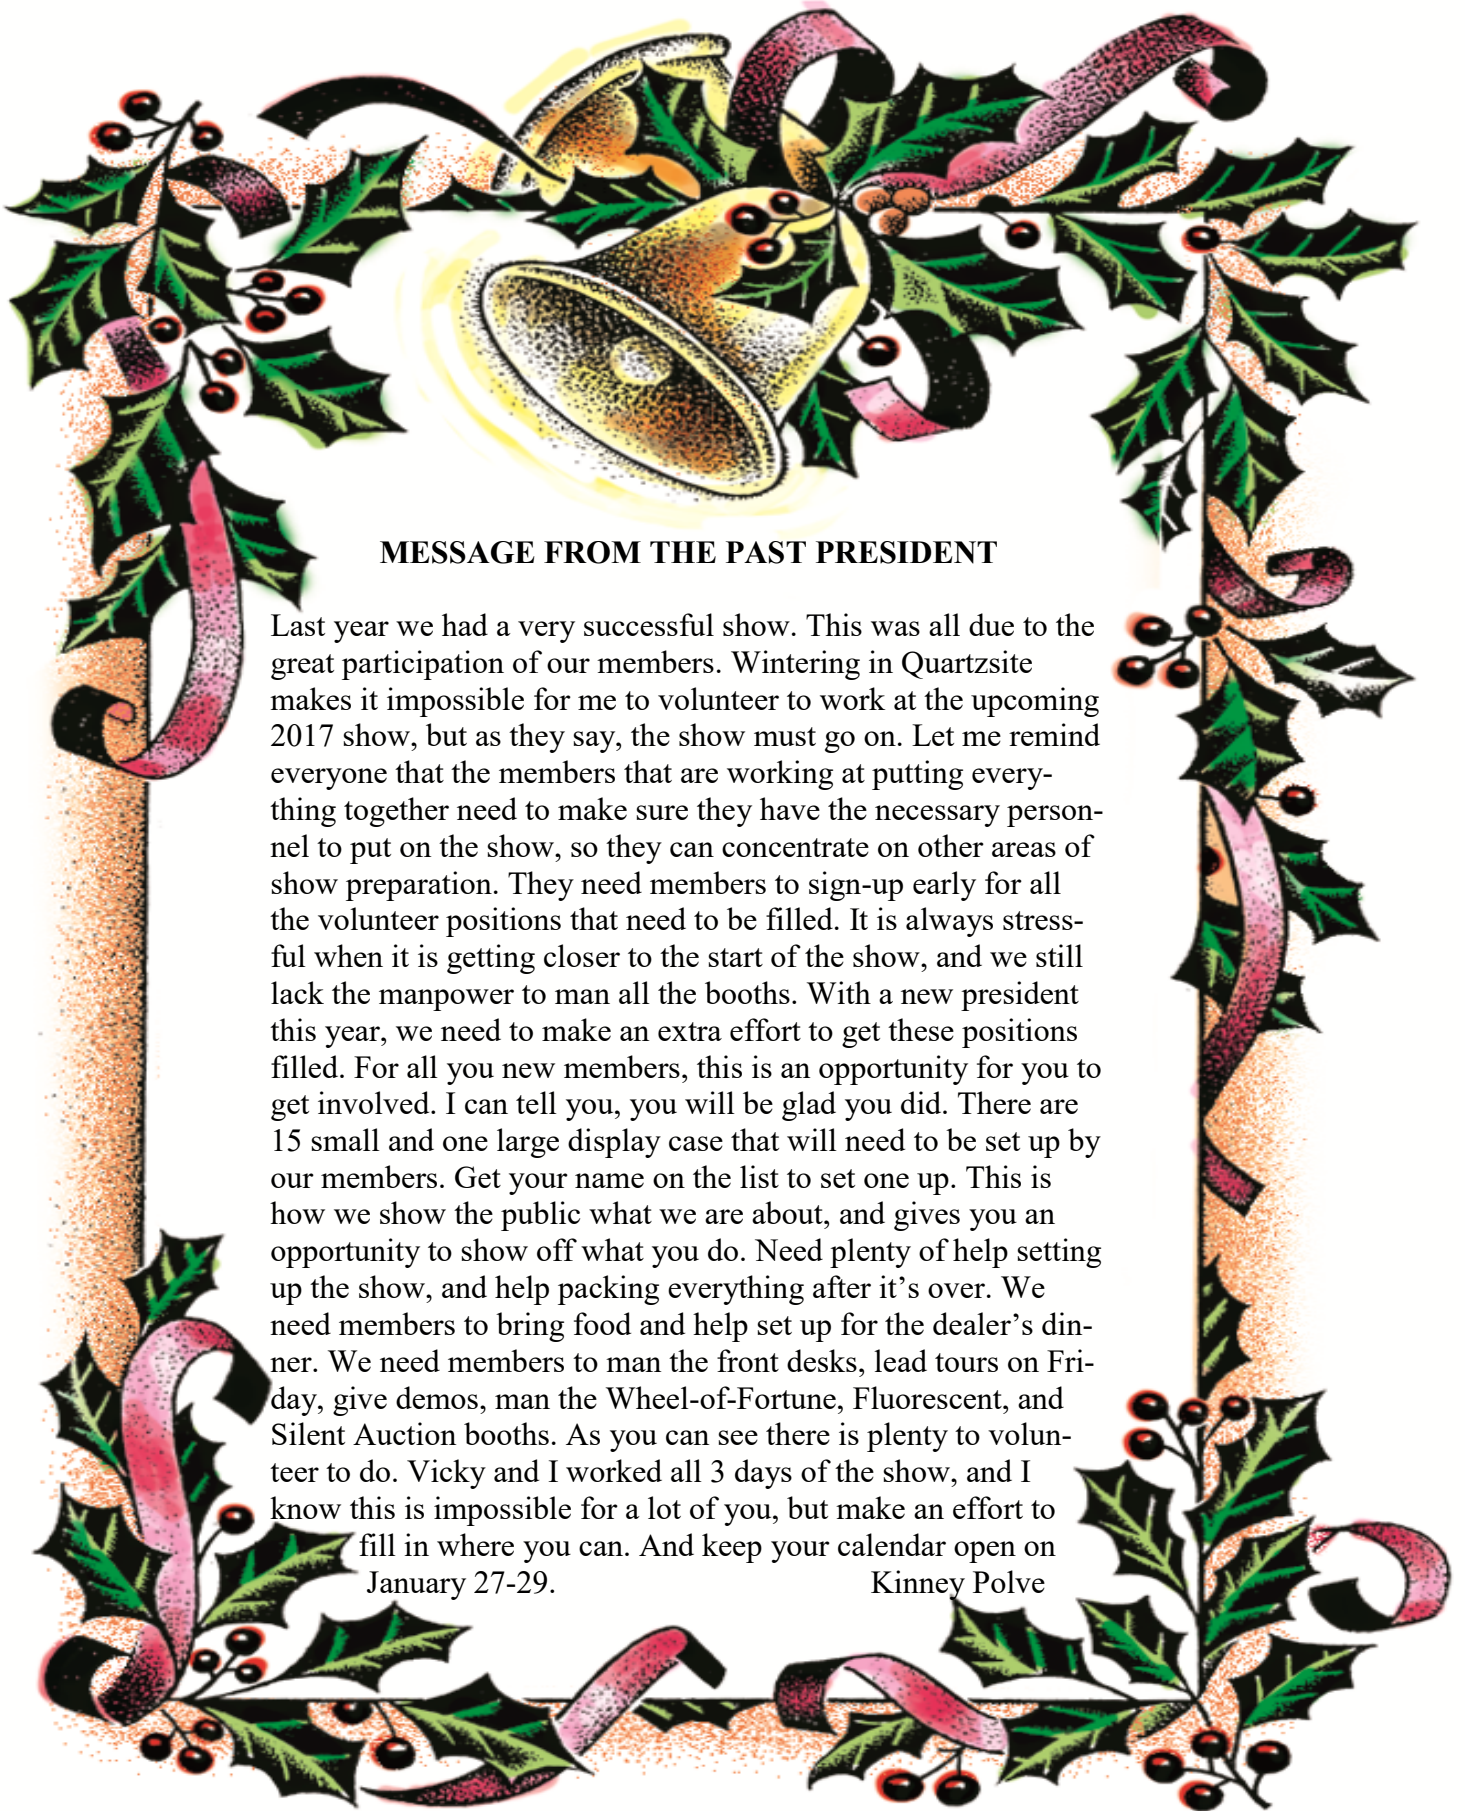 MESSAGE FROM THE PAST PRESIDENT
Last year we had a very successful show. This was all due to the
great participation of our members. Wintering in Quartzsite
makes it impossible for me to volunteer to work at the upcoming
2017 show, but as they say, the show must go on. Let me remind
everyone that the members that are working at putting every-
thing together need to make sure they have the necessary person-
nel to put on the show, so they can concentrate on other areas of
show preparation. They need members to sign-up early for all
the volunteer positions that need to be filled. It is always stress-
ful when it is getting closer to the start of the show, and we still
lack the manpower to man all the booths. With a new president
this year, we need to make an extra effort to get these positions
filled. For all you new members, this is an opportunity for you to
get involved. I can tell you, you will be glad you did. There are
15 small and one large display case that will need to be set up by
our members. Get your name on the list to set one up. This is
how we show the public what we are about, and gives you an
opportunity to show off what you do. Need plenty of help setting
up the show, and help packing everything after it’s over. We
need members to bring food and help set up for the dealer’s din-
ner. We need members to man the front desks, lead tours on Fri-
day, give demos, man the Wheel-of-Fortune, Fluorescent, and
Silent Auction booths. As you can see there is plenty to volun-
teer to do. Vicky and I worked all 3 days of the show, and I
know this is impossible for a lot of you, but make an effort to
fill in where you can. And keep your calendar open on
January 27-29. Kinney Polve